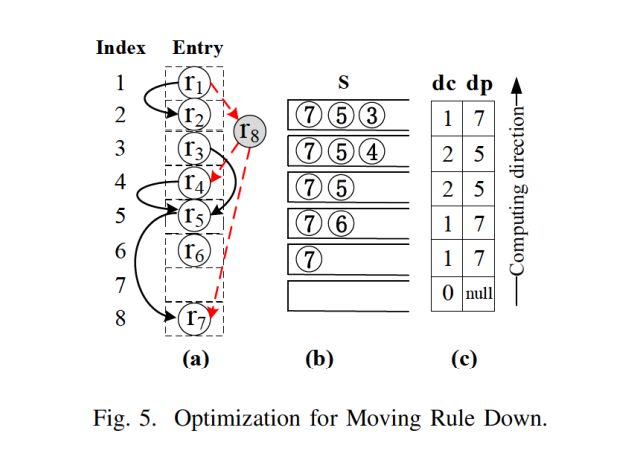 Index Entry S dc dp
1 r1
2 r2 7 5 3 1 7
r8
3 r3 7 5 4 2 5
4 r4 7 5 2 5
5 r5 7 6 1 7
6 r6 7 1 7
7 0 null
8 r7
Computing direction
(a) (b) (c)
Fig. 5. Optimization for Moving Rule Down.